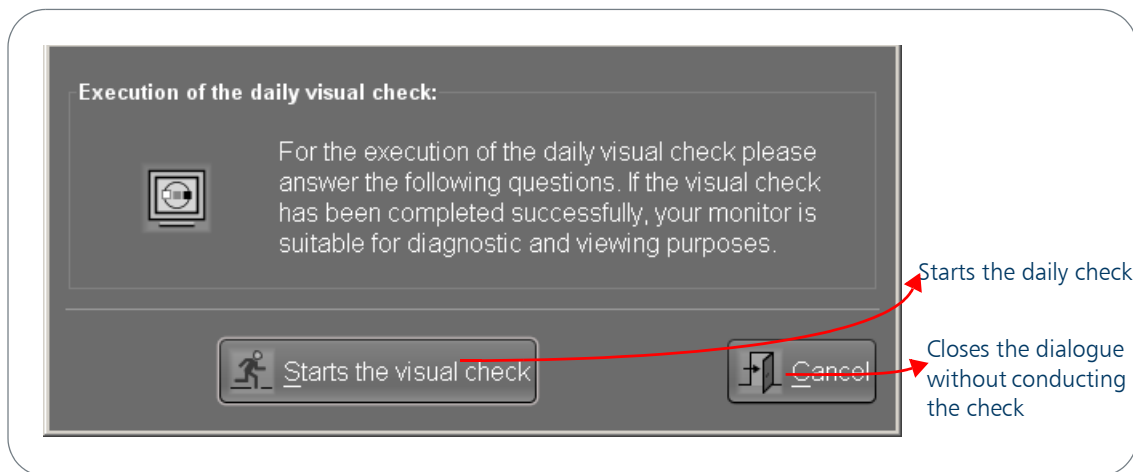 Execution of the daily visual check:
For the execution of the daily visual check please
answer the following questions. If the visual check
has been completed successfully, your monitor is
suitable for diagnostic and viewing purposes.
Starts the daily check
Starts the visual check
Cancel
Closes the dialogue
without conducting
the check